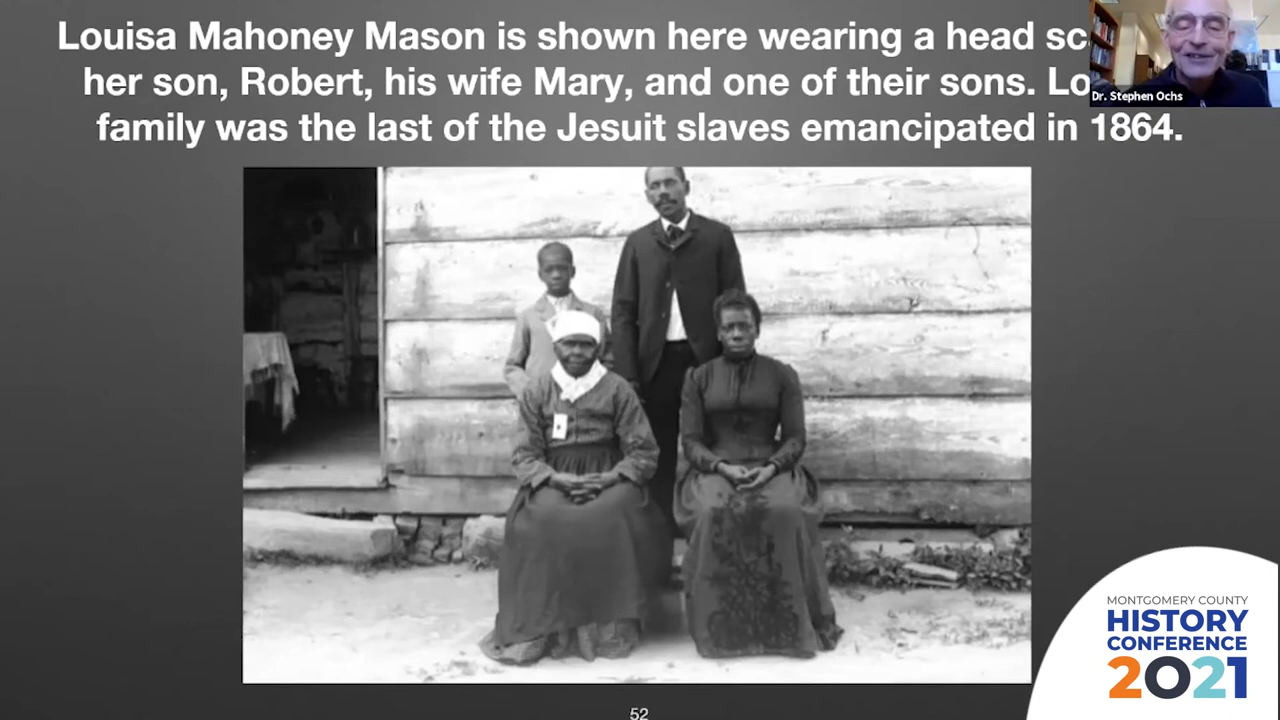 Louisa Mahoney Mason is shown here wearing a head
her son, Robert, his wife Mary, and one of their sons.
family was the last of the Jesuit slaves emancipated in 1864.
Dr. Stephen Ochs
MONTGOMERY COUNTY
HISTORY
CONFERENCE
2021
52